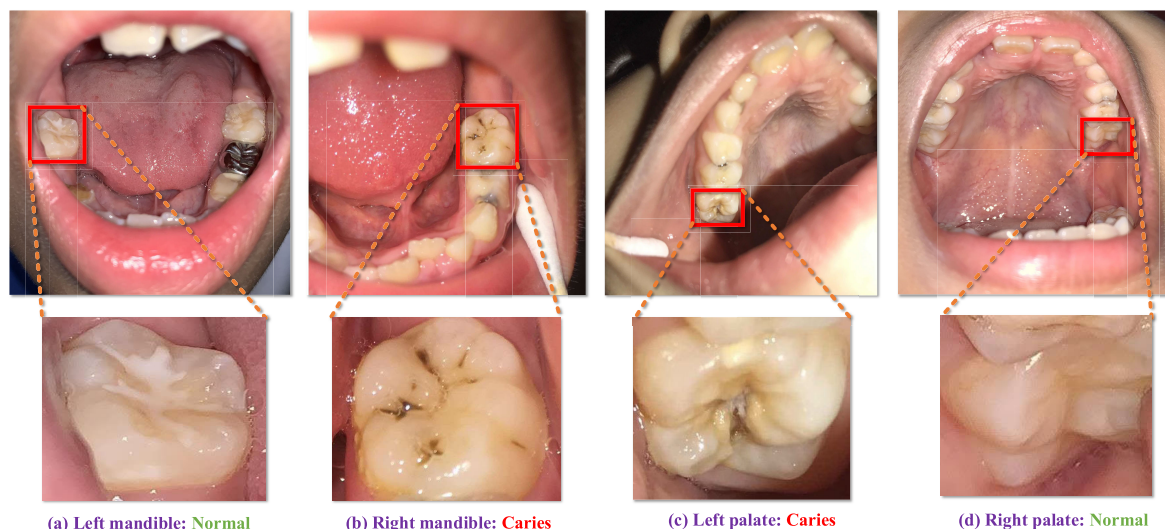 (a) Left mandible: Normal
(b) Right mandible: Caries
(c) Left palate: Caries
(d) Right palate: Normal